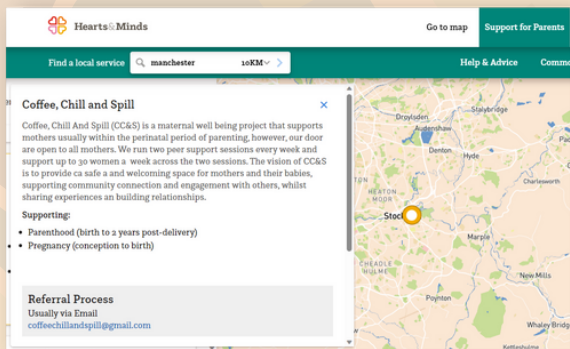 Hearts&Minds
Go to map
Support for Parents
Find a local service
manchester
10KM
Help & Advice
Coffee, Chill and Spill
Coffee, Chill And Spill (CC&S) is a maternal well being project that supports
mothers usually within the perinatal period of parenting, however, our door
are open to all mothers. We run two peer support sessions every week and
support up to 30 women a week across the two sessions. The vision of CC&S
is to provide ca safe a and welcoming space for mothers and their babies,
supporting community connection and engagement with others, whilst
sharing experiences an building relationships.
Supporting:
Parenthood (birth to 2 years post-delivery)
Pregnancy (conception to birth)
Referral Process
Usually via Email
coffeechillandspill@gmail.com
Droylsden
Stalybridge
Audenshaw
Denton
Hyde
HEATON
MOOR
Charlesworth
Stoc
Marple
CHEADLE
HULME
New Mills
Poynton
Whaley Bridg
Kettleshulme